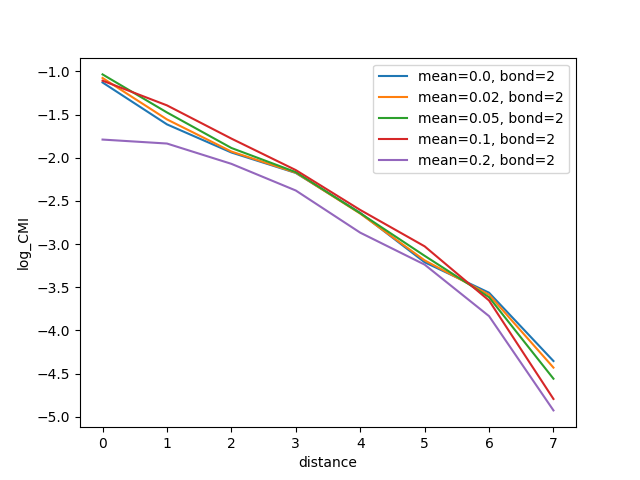 −1.0
−1.5
−2.0
−2.5
−3.0
−3.5
−4.0
−4.5
−5.0
log_CMI
mean=0.0, bond=2
mean=0.02, bond=2
mean=0.05, bond=2
mean=0.1, bond=2
mean=0.2, bond=2
0 1 2 3 4 5 6 7
distance